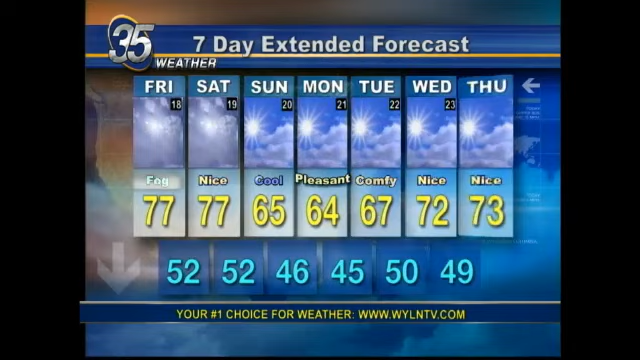 35
WEATHER
7 Day Extended Forecast
FRI SAT SUN MON TUE WED THU
18 19 20 21 22 23
Fog Nice Cool Pleasant Comfy Nice Nice
77 77 65 64 67 72 73
52 52 46 45 50 49
YOUR #1 CHOICE FOR WEATHER: WWW.WYLNTV.COM